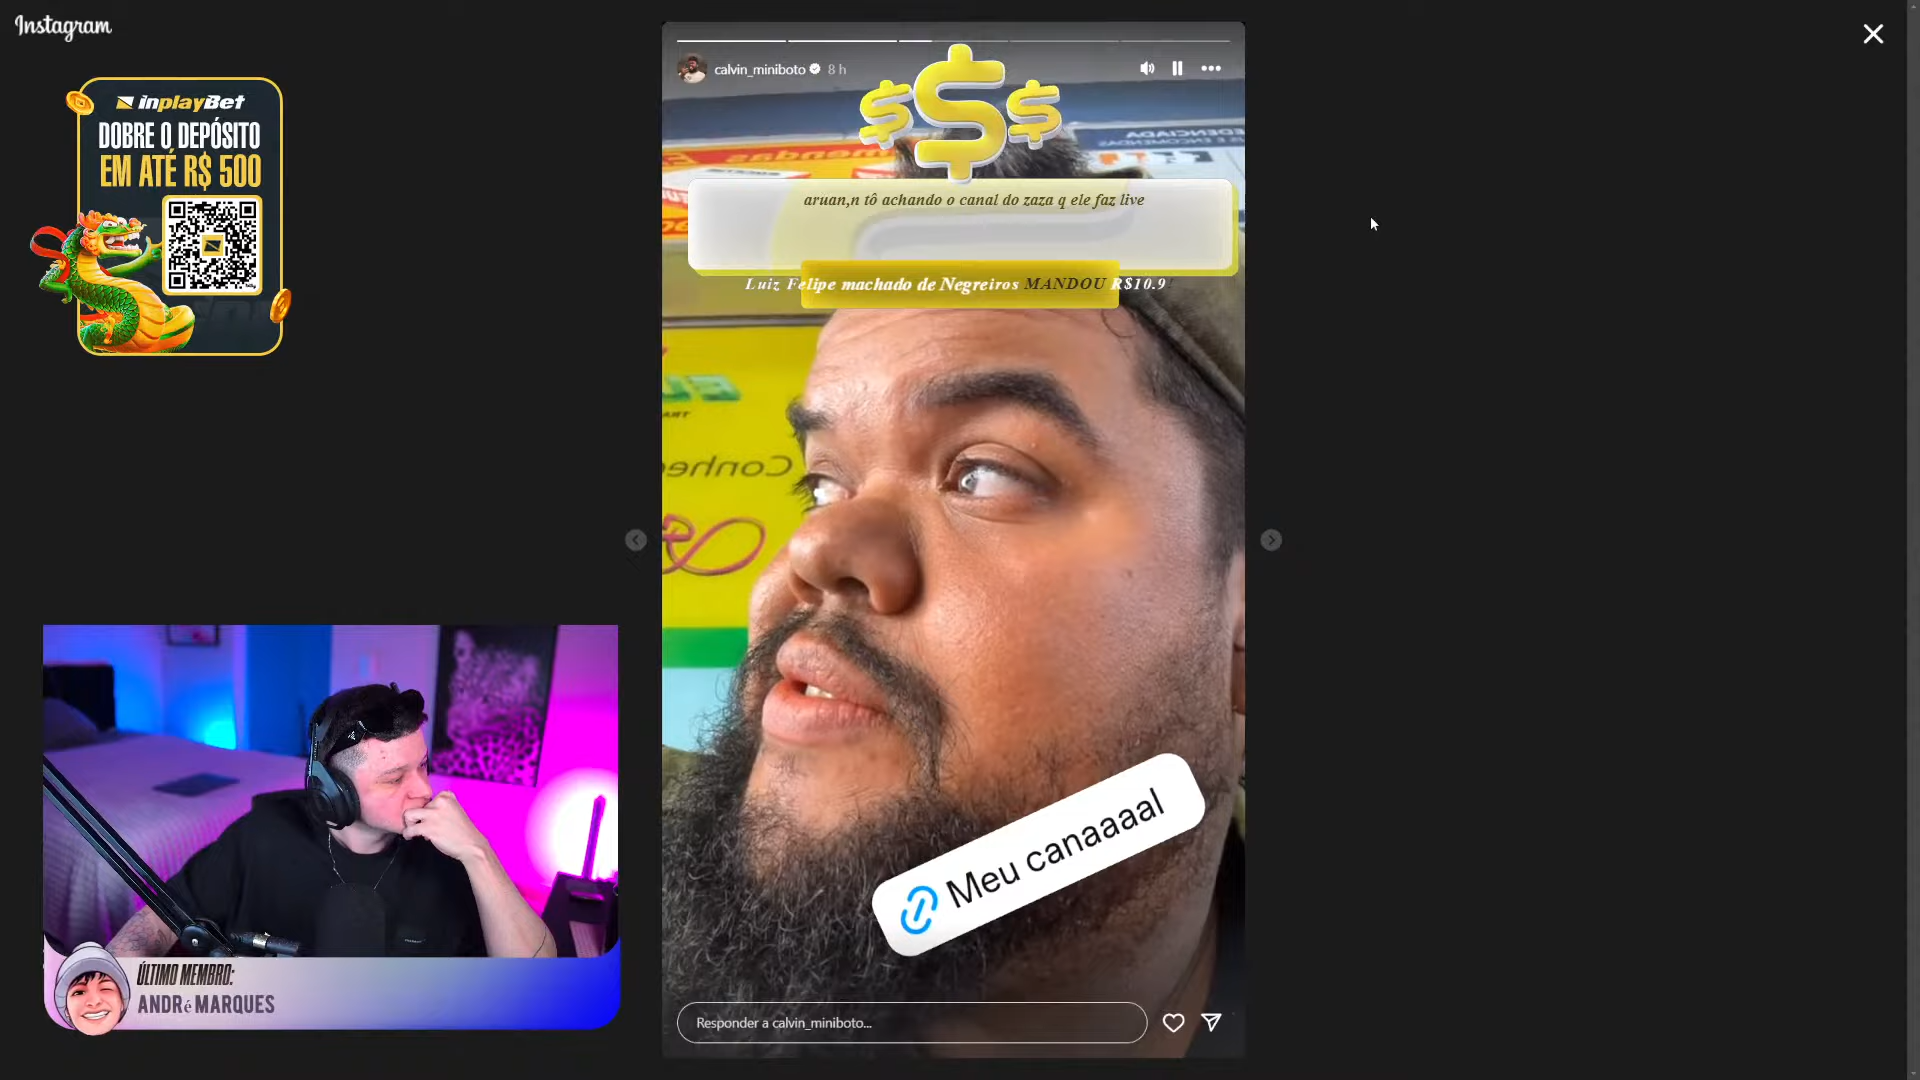 Instagram
inplayBet
DOBRE O DEPÓSITO
EM ATÉ R$ 500
calvin_miniboto 8 h
aruan,n tô achando o canal do zaza q ele faz live
Luiz Felipe machado de Negreiros MANDOU R$10.9
Conhe
Meu canaaaal
Responder a calvin_miniboto...
ÚLTIMO MEMBRO:
ANDRé MARQUES